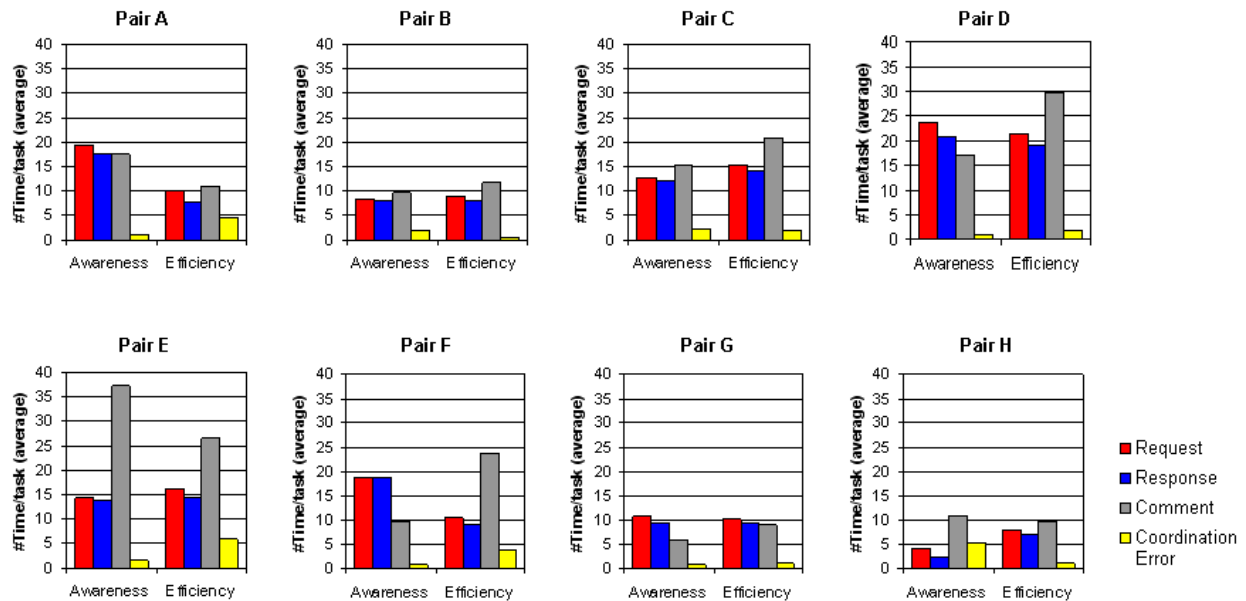 Pair A
Pair B
Pair C
Pair D
#Time/task (average)
40
35
30
25
20
15
10
5
0
Awareness Efficiency
#Time/task (average)
40
35
30
25
20
15
10
5
0
Awareness Efficiency
#Time/task (average)
40
35
30
25
20
15
10
5
0
Awareness Efficiency
#Time/task (average)
40
35
30
25
20
15
10
5
0
Awareness Efficiency
Pair E
Pair F
Pair G
Pair H
#Time/task (average)
40
35
30
25
20
15
10
5
0
Awareness Efficiency
#Time/task (average)
40
35
30
25
20
15
10
5
0
Awareness Efficiency
#Time/task (average)
40
35
30
25
20
15
10
5
0
Awareness Efficiency
#Time/task (average)
40
35
30
25
20
15
10
5
0
Awareness Efficiency
Request
Response
Comment
Coordination
Error